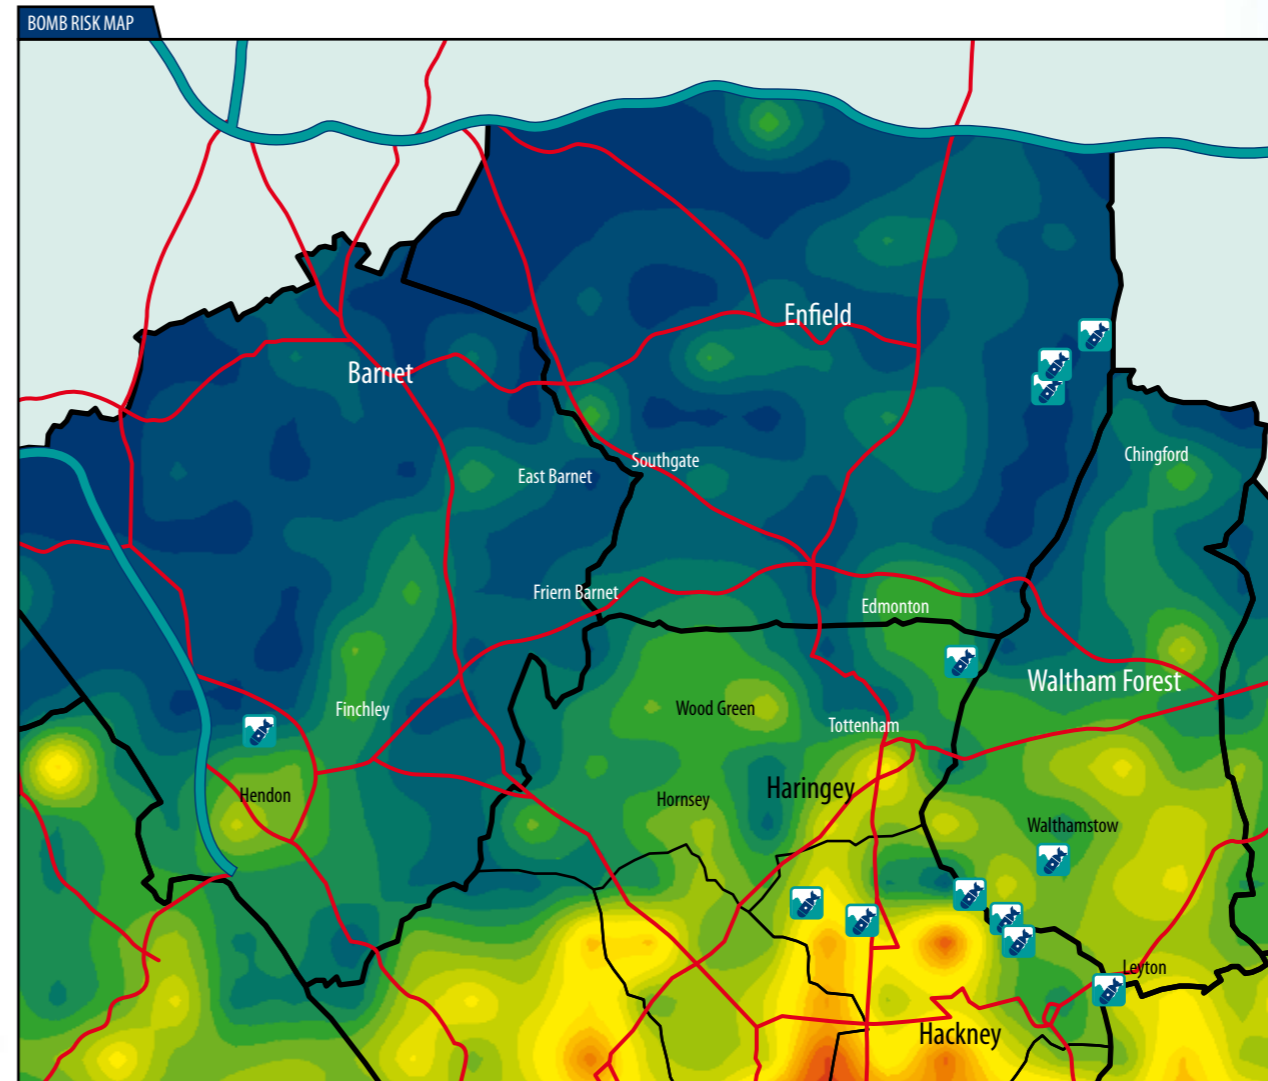 BOMB RISK MAP
Enfield
Barnet
Chingford
Southgate
East Barnet
Friern Barnet
Edmonton
Waltham Forest
Finchley
Wood Green
Tottenham
Hendon
Haringey
Hornsey
Walthamstow
Leyton
Hackney